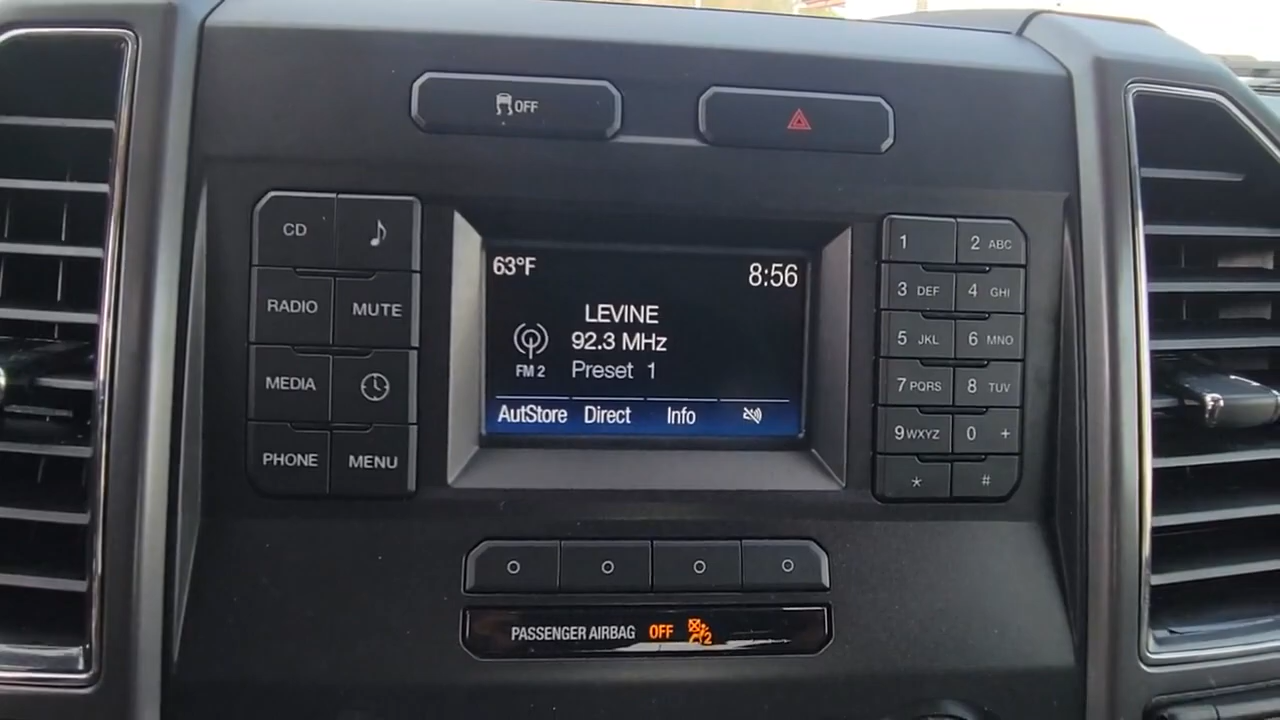 OFF
CD
RADIO MUTE
MEDIA
PHONE MENU
63°F 8:56
LEVINE
92.3 MHz
FM 2 Preset 1
AutStore Direct Info
1 2 ABC
3 DEF 4 GHI
5 JKL 6 MNO
7 PQRS 8 TUV
9 WXYZ 0 +
* #
PASSENGER AIRBAG OFF 2